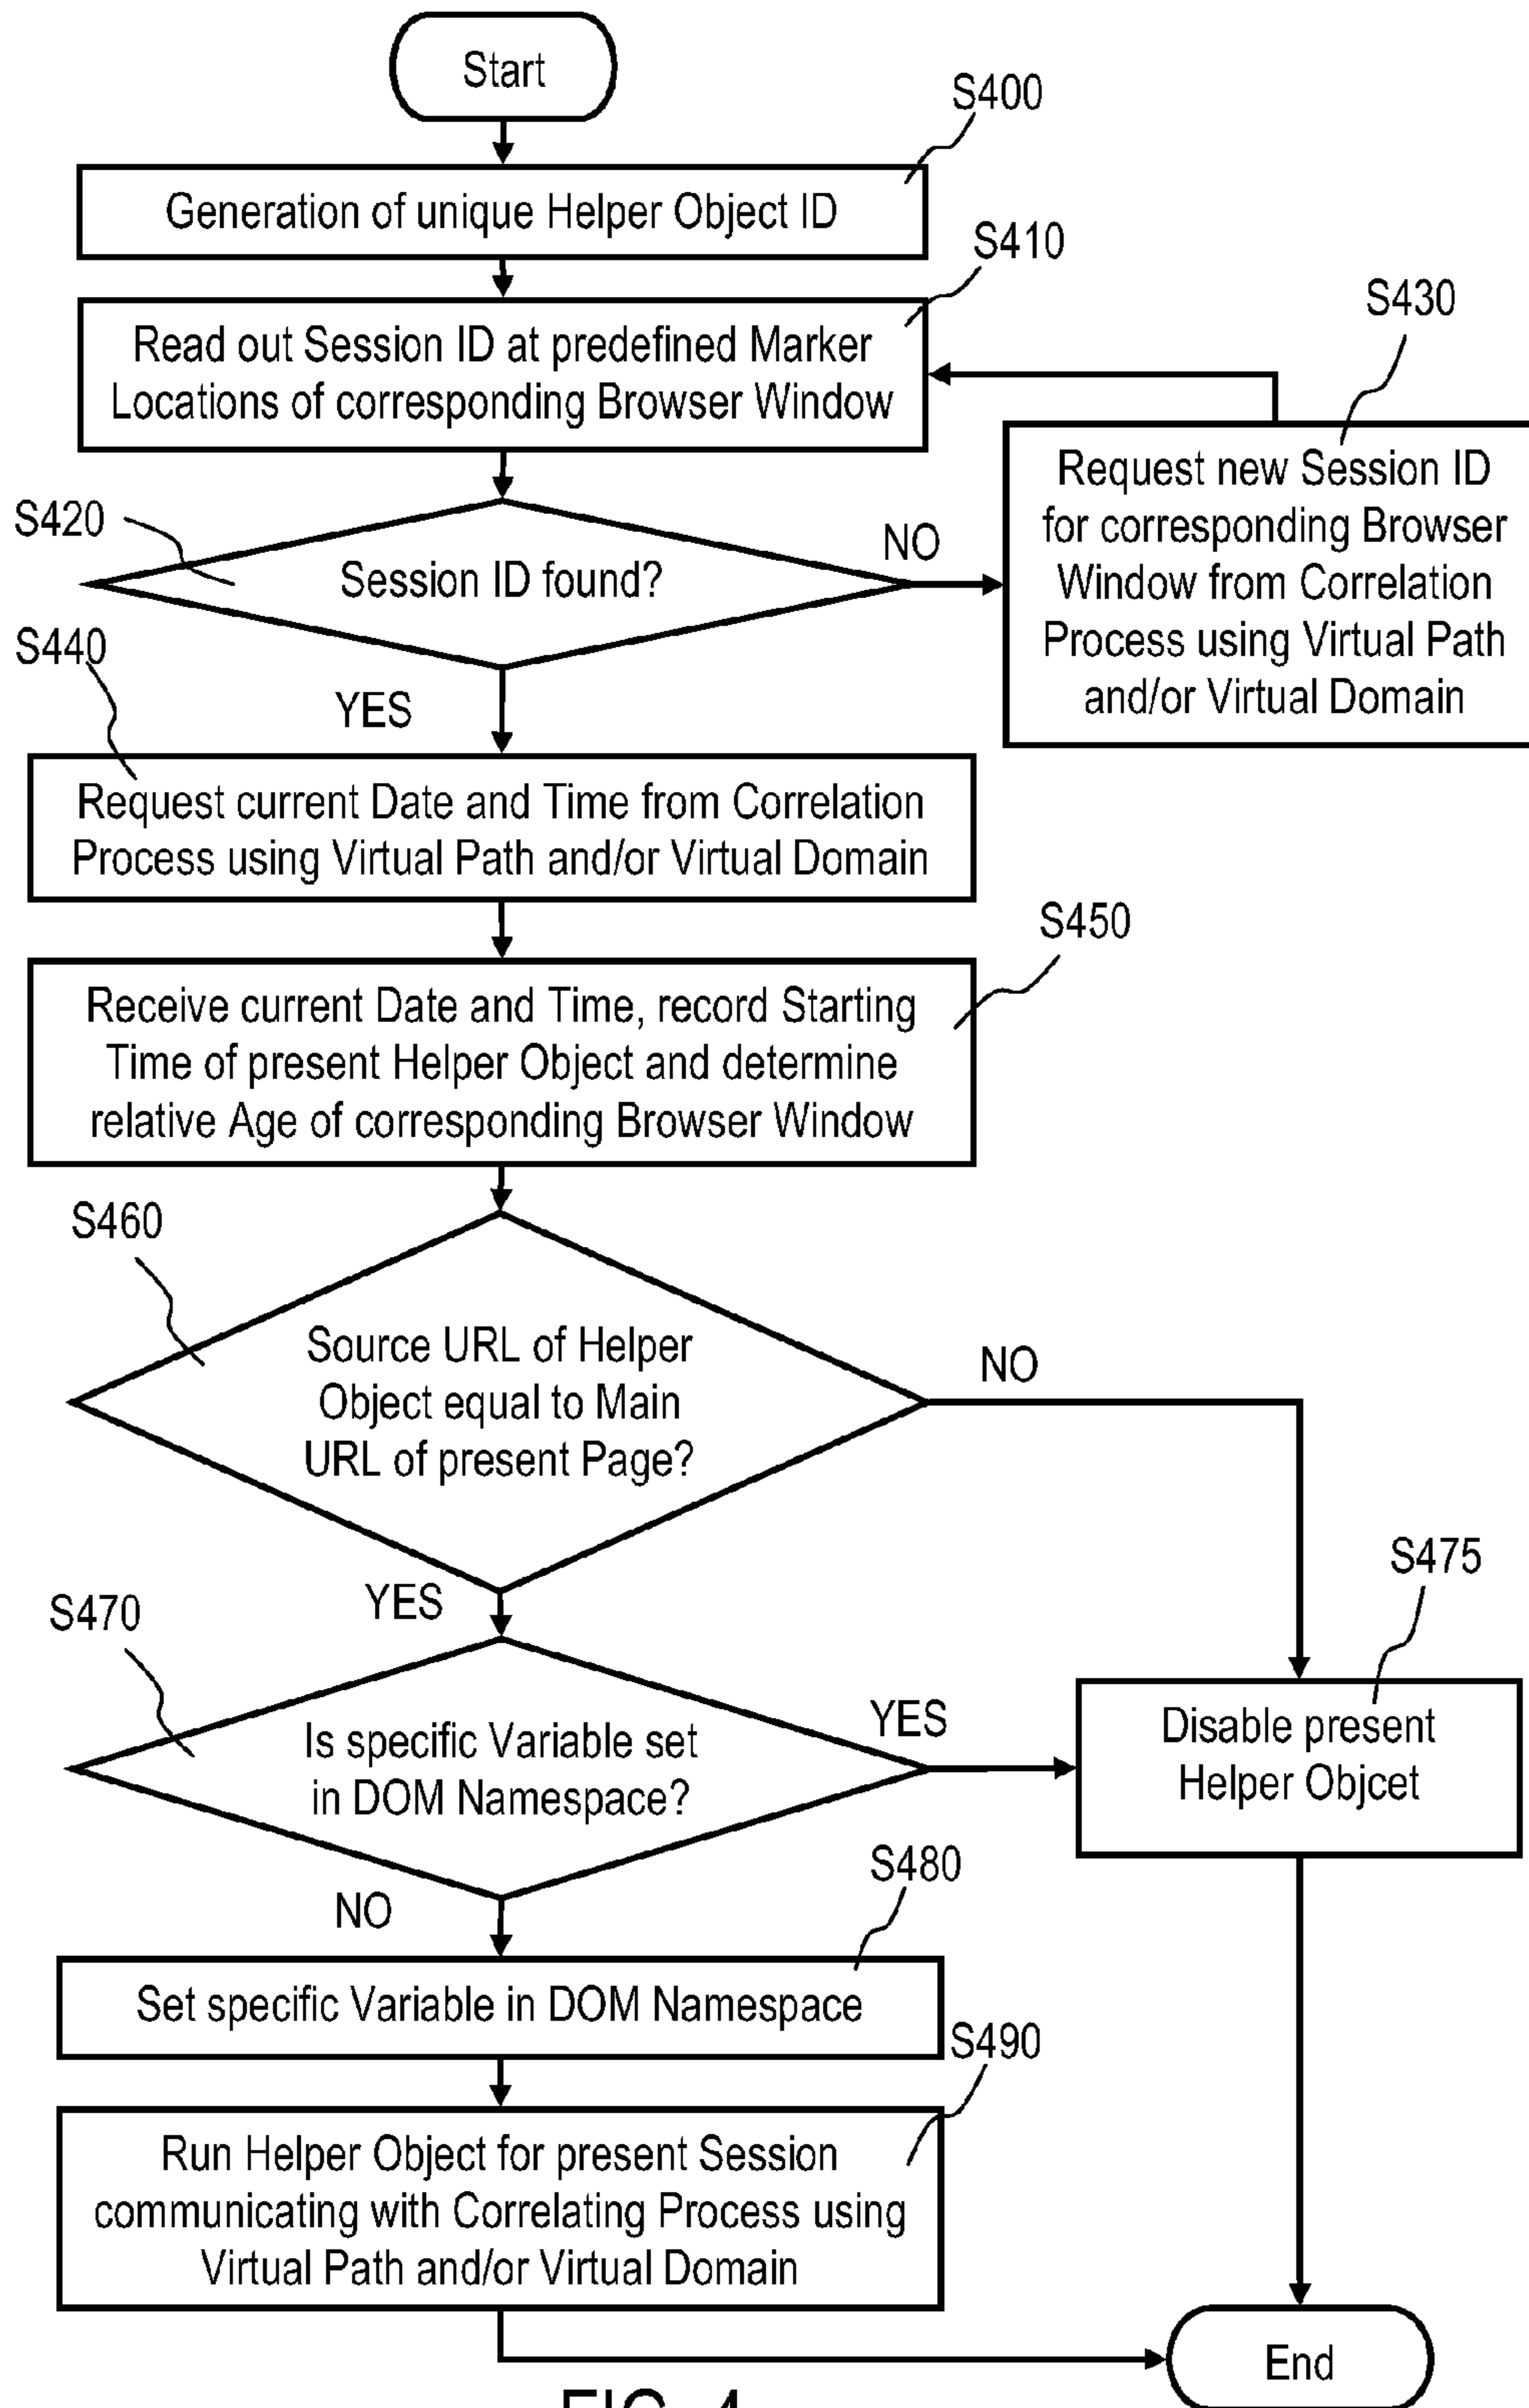 Start
S400
Generation of unique Helper Object ID
S410
Read out Session ID at predefined Marker
Locations of corresponding Browser Window
S430
Request new Session ID
for corresponding Browser
Window from Correlation
Process using Virtual Path
and/or Virtual Domain
S420
Session ID found?
NO
S440
YES
Request current Date and Time from Correlation
Process using Virtual Path and/or Virtual Domain
S450
Receive current Date and Time, record Starting
Time of present Helper Object and determine
relative Age of corresponding Browser Window
S460
Source URL of Helper
Object equal to Main
URL of present Page?
NO
YES
S475
Disable present
Helper Objcet
S470
Is specific Variable set
in DOM Namespace?
YES
NO
S480
Set specific Variable in DOM Namespace
S490
Run Helper Object for present Session
communicating with Correlating Process using
Virtual Path and/or Virtual Domain
End
FIG. 4